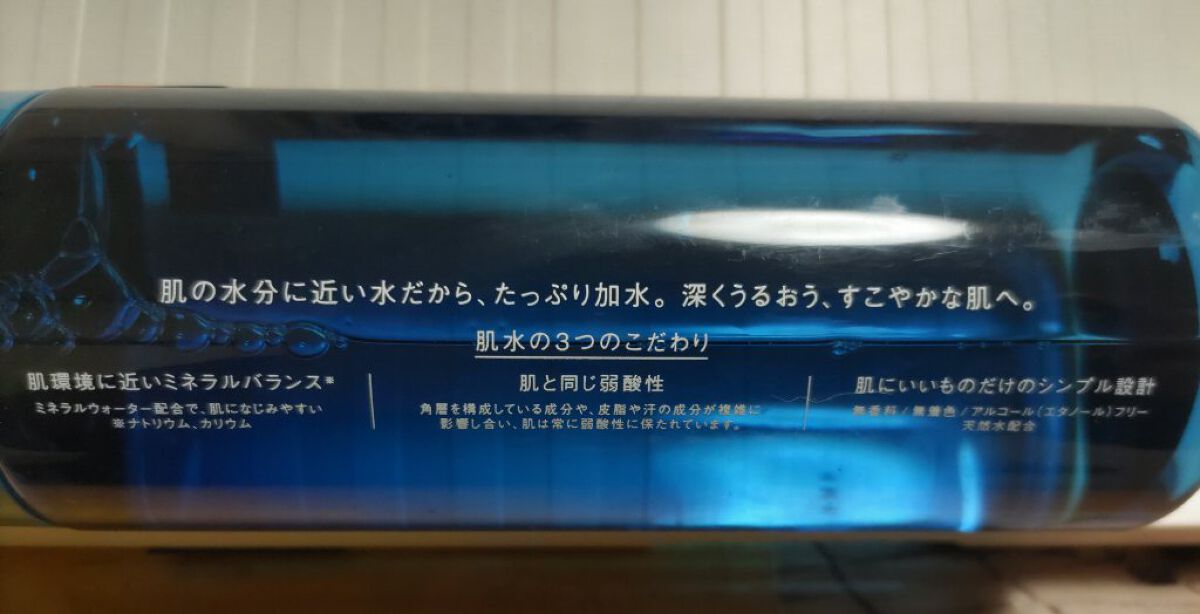 肌の水分に近い水だから、たっぷり加水。深くうるおう、すこやかな肌へ。
肌水の3つのこだわり
肌環境に近いミネラルバランス※
ミネラルウォーター配合で、肌になじみやすい
※ナトリウム、カリウム
肌と同じ弱酸性
角層を構成している成分や、皮脂や汗の成分が複雑に
影響し合い、肌は常に弱酸性に保たれています。
肌にいいものだけのシンプル設計
無香料/無着色/アルコール(エタノール)フリー
天然水配合